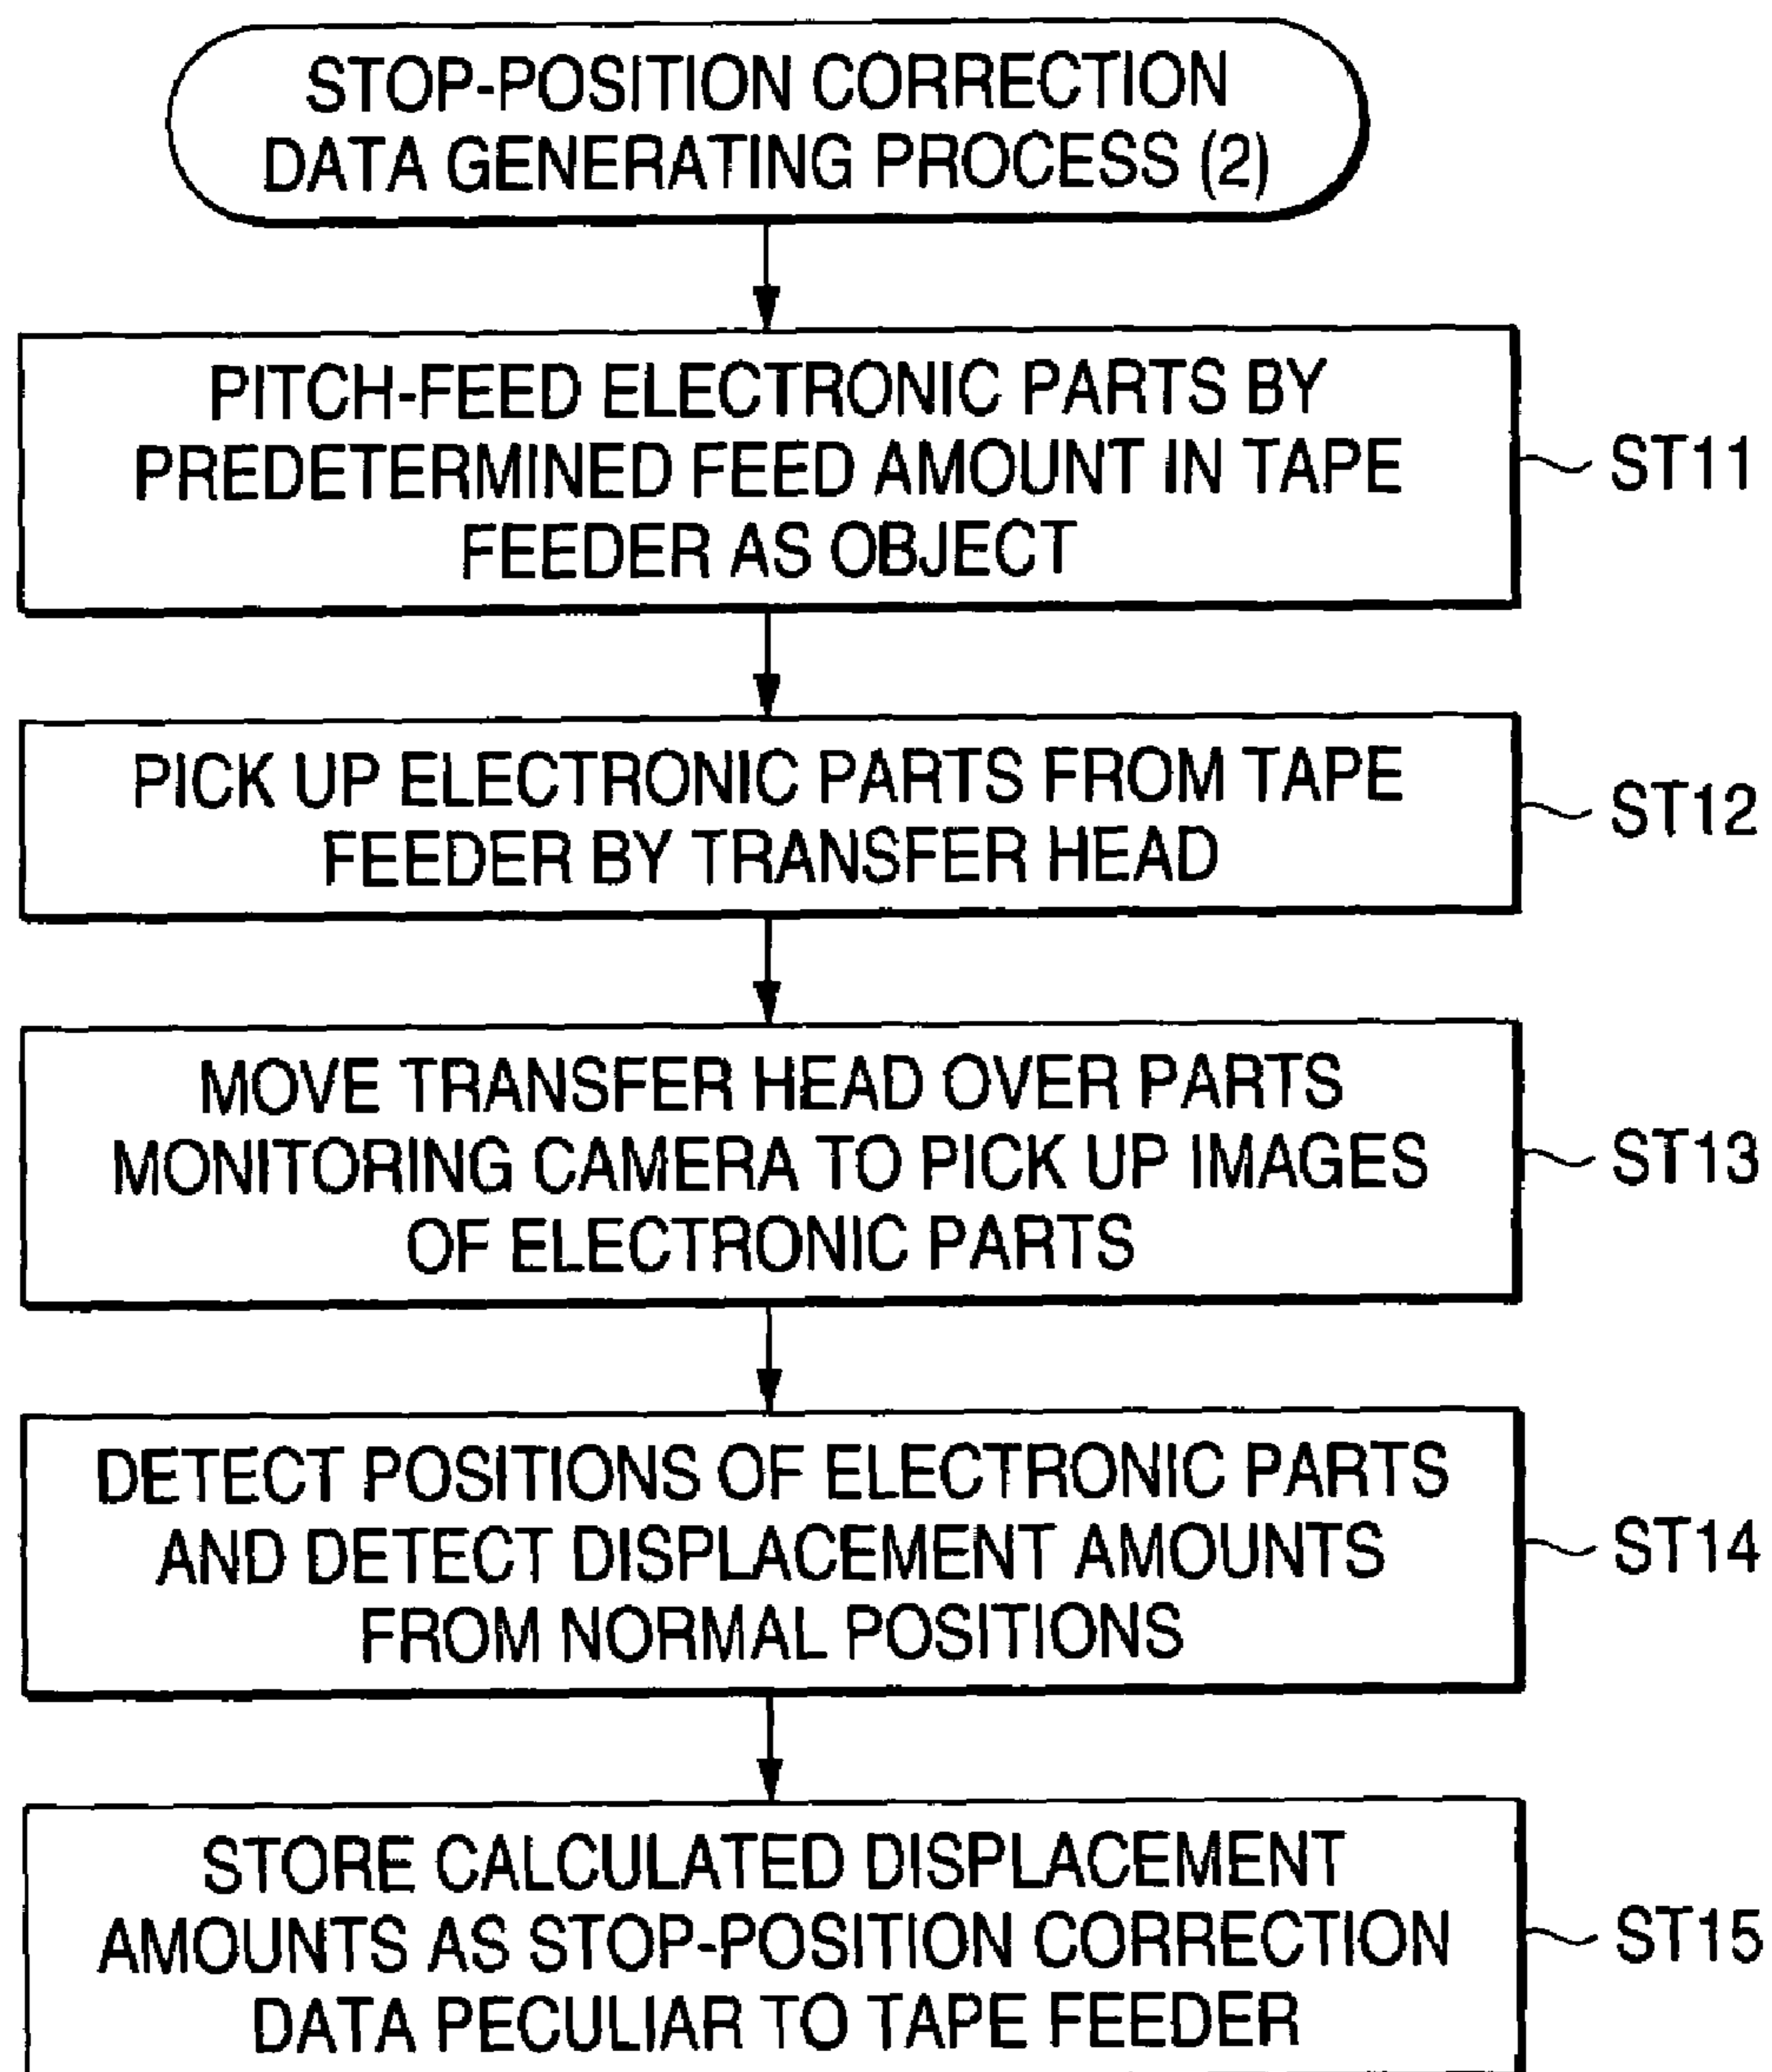 STOP-POSITION CORRECTION
DATA GENERATING PROCESS (2)
PITCH-FEED ELECTRONIC PARTS BY
PREDETERMINED FEED AMOUNT IN TAPE
FEEDER AS OBJECT
ST11
PICK UP ELECTRONIC PARTS FROM TAPE
FEEDER BY TRANSFER HEAD
ST12
MOVE TRANSFER HEAD OVER PARTS
MONITORING CAMERA TO PICK UP IMAGES
OF ELECTRONIC PARTS
ST13
DETECT POSITIONS OF ELECTRONIC PARTS
AND DETECT DISPLACEMENT AMOUNTS
FROM NORMAL POSITIONS
ST14
STORE CALCULATED DISPLACEMENT
AMOUNTS AS STOP-POSITION CORRECTION
DATA PECULIAR TO TAPE FEEDER
ST15